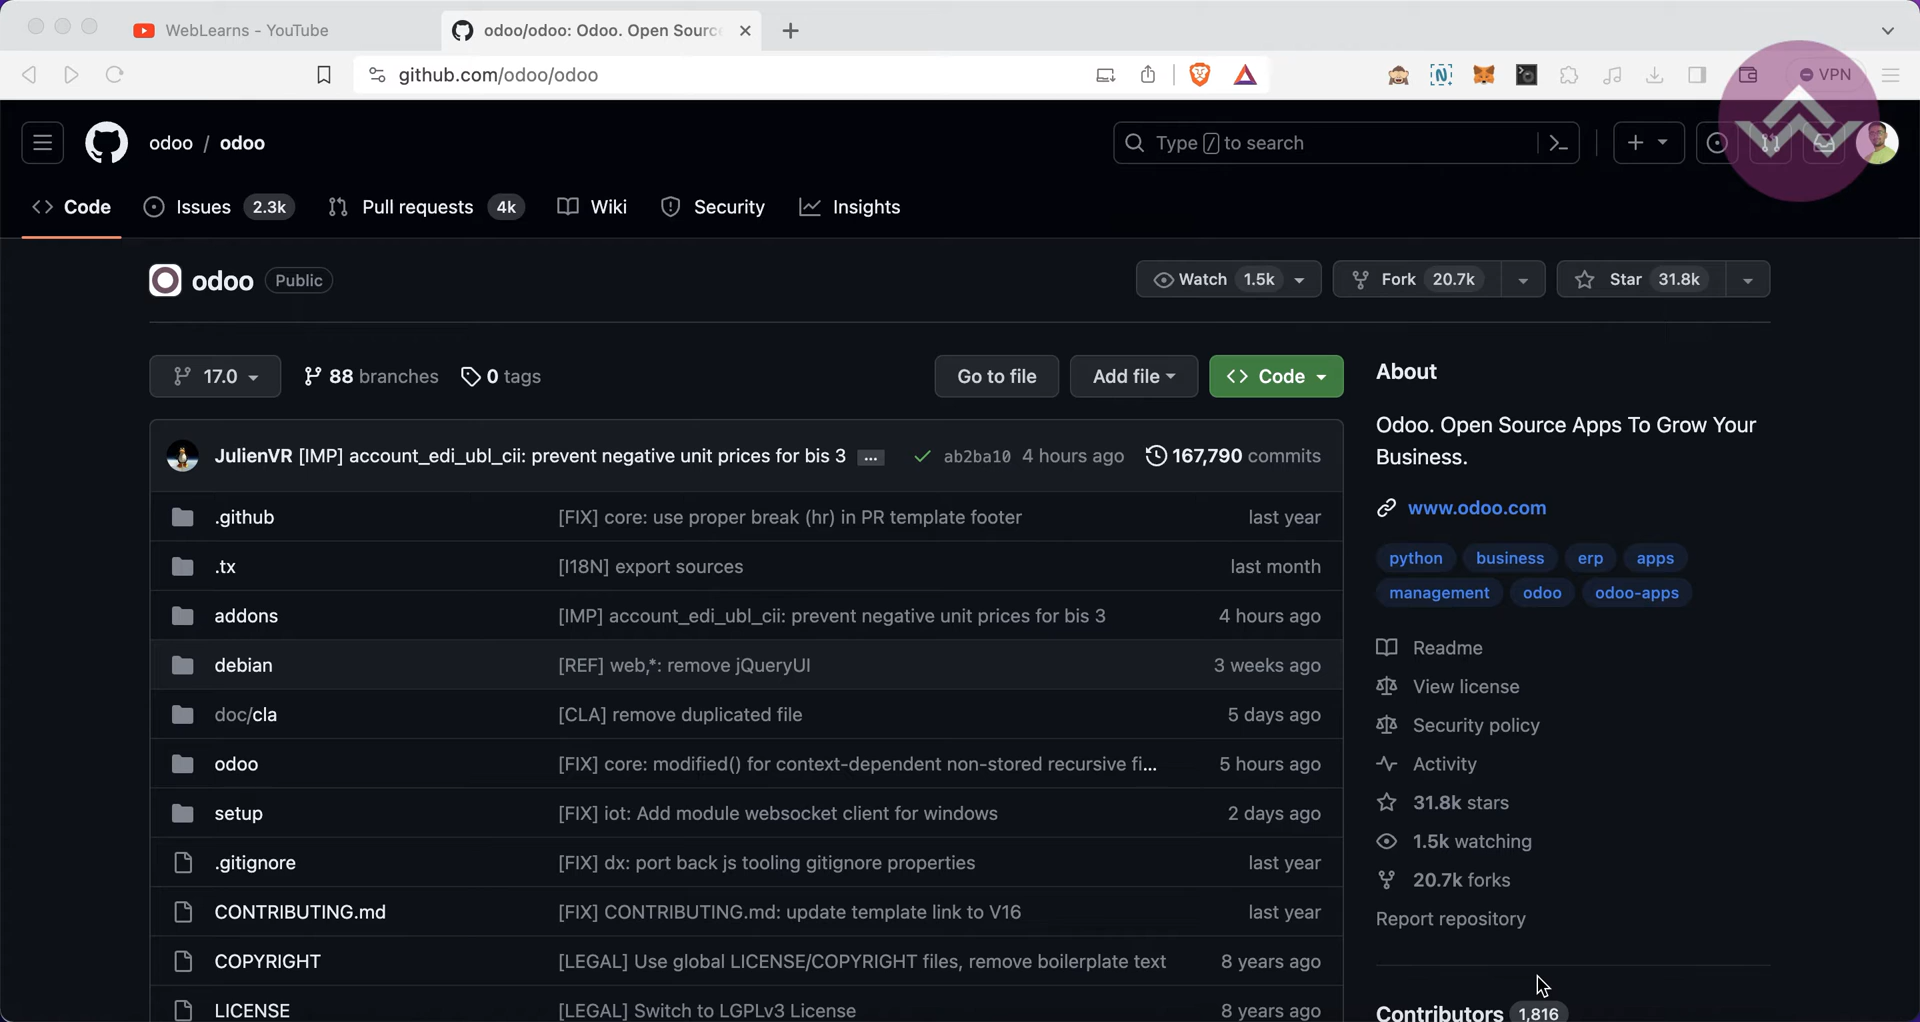 WebLearns - YouTube
odoo/odoo: Odoo. Open Sourc
github.com/odoo/odoo
VPN
odoo / odoo
Type / to search
Code
Issues 2.3k
Pull requests 4k
Wiki
Security
Insights
odoo Public
Watch 1.5k
Fork 20.7k
Star 31.8k
17.0
88 branches
0 tags
Go to file
Add file
Code
JulienVR [IMP] account_edi_ubl_cii: prevent negative unit prices for bis 3 ... ab2ba10 4 hours ago 167,790 commits
.github [FIX] core: use proper break (hr) in PR template footer last year
.tx [I18N] export sources last month
addons [IMP] account_edi_ubl_cii: prevent negative unit prices for bis 3 4 hours ago
debian [REF] web,*: remove jQueryUI 3 weeks ago
doc/cla [CLA] remove duplicated file 5 days ago
odoo [FIX] core: modified() for context-dependent non-stored recursive fi... 5 hours ago
setup [FIX] iot: Add module websocket client for windows 2 days ago
.gitignore [FIX] dx: port back js tooling gitignore properties last year
CONTRIBUTING.md [FIX] CONTRIBUTING.md: update template link to V16 last year
COPYRIGHT [LEGAL] Use global LICENSE/COPYRIGHT files, remove boilerplate text 8 years ago
LICENSE [LEGAL] Switch to LGPLv3 License 8 years ago
About
Odoo. Open Source Apps To Grow Your
Business.
www.odoo.com
python business erp apps
management odoo odoo-apps
Readme
View license
Security policy
Activity
31.8k stars
1.5k watching
20.7k forks
Report repository
Contributors 1,816